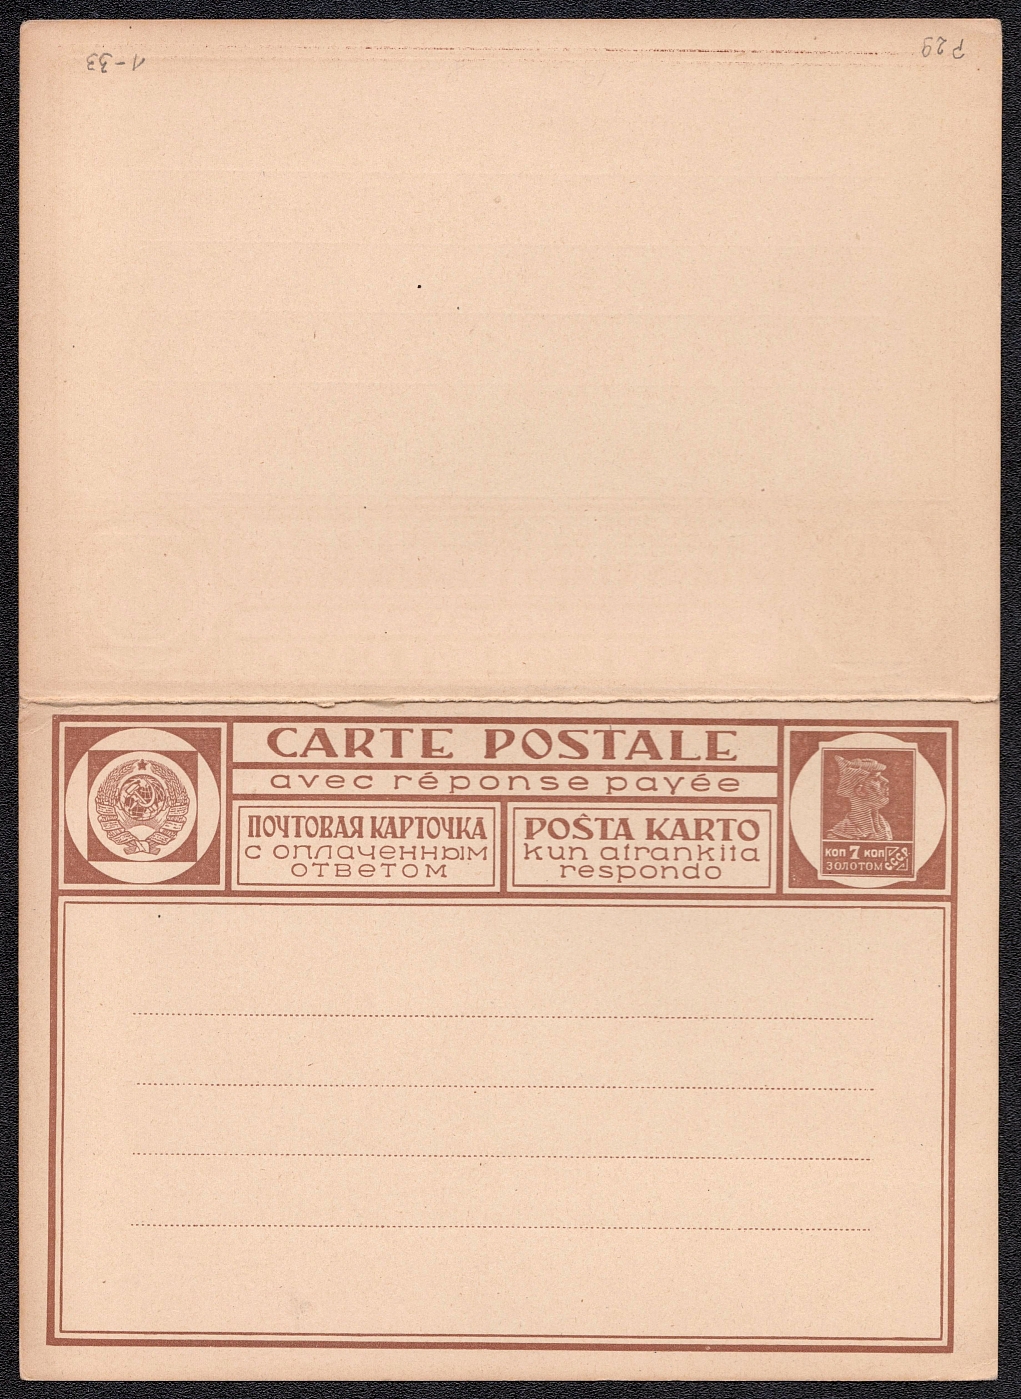 1-33
P29
CARTE POSTALE
avec réponse payée
ПОЧТОВАЯ КАРТОЧКА
с оплаченным
ответом
POŜTA KARTO
kun afrankita
respondo
коп 7 коп
ЗОЛОТОМ
СССР